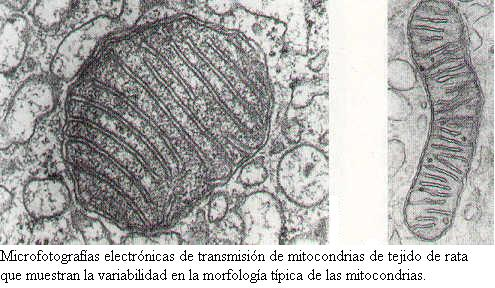 Microfotografías electrónicas de transmisión de mitocondrias de tejido de rata
que muestran la variabilidad en la morfología típica de las mitocondrias.